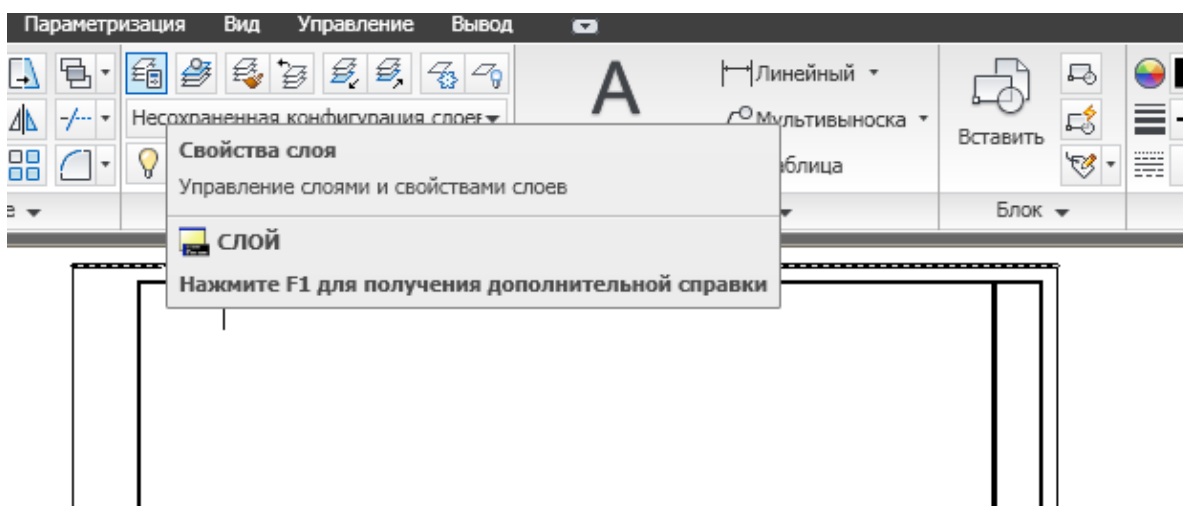 Параметризация Вид Управление Вывод
Линейный
Несохраненная конфигурация слоев
А
Мультивыноска
Вставить
Свойства слоя
Управление слоями и свойствами слоев
Блок
СЛОЙ
Нажмите F1 для получения дополнительной справки